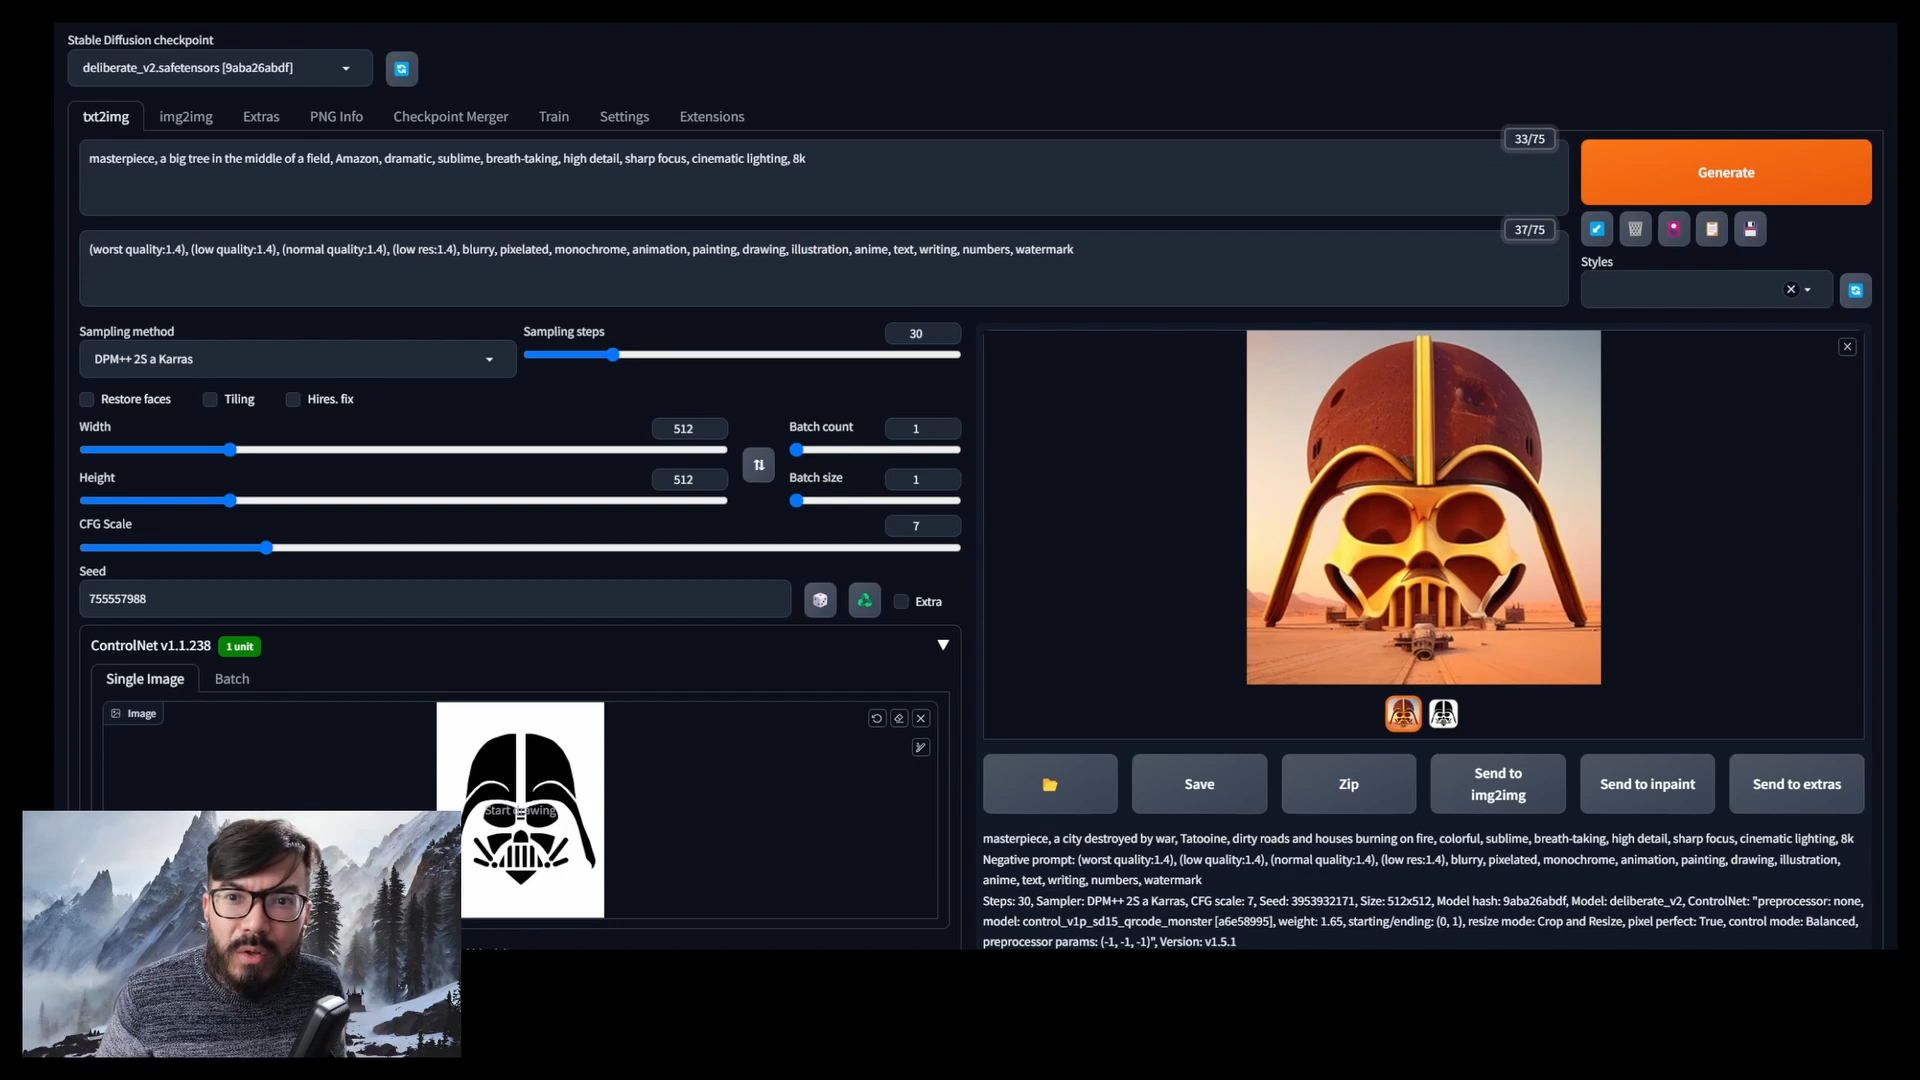 Stable Diffusion checkpoint
deliberate_v2.safetensors [9aba26abdf]
txt2img
img2img
Extras
PNG Info
Checkpoint Merger
Train
Settings
Extensions
33/75
masterpiece, a big tree in the middle of a field, Amazon, dramatic, sublime, breath-taking, high detail, sharp focus, cinematic lighting, 8k
Generate
37/75
(worst quality:1.4), (low quality:1.4), (normal quality:1.4), (low res:1.4), blurry, pixelated, monochrome, animation, painting, drawing, illustration, anime, text, writing, numbers, watermark
Styles
Sampling method
DPM++ 2S a Karras
Sampling steps
30
Restore faces
Tiling
Hires. fix
Width
512
Batch count
1
Height
512
Batch size
1
CFG Scale
7
Seed
755557988
Extra
ControlNet v1.1.238
1 unit
Single Image
Batch
Image
Start drawing
Save
Zip
Send to
img2img
Send to inpaint
Send to extras
masterpiece, a city destroyed by war, Tatooine, dirty roads and houses burning on fire, colorful, sublime, breath-taking, high detail, sharp focus, cinematic lighting, 8k
Negative prompt: (worst quality:1.4), (low quality:1.4), (normal quality:1.4), (low res:1.4), blurry, pixelated, monochrome, animation, painting, drawing, illustration,
anime, text, writing, numbers, watermark
Steps: 30, Sampler: DPM++ 2S a Karras, CFG scale: 7, Seed: 3953932171, Size: 512x512, Model hash: 9aba26abdf, Model: deliberate_v2, ControlNet: "preprocessor: none,
model: control_v1p_sd15_qrcode_monster [a6e58995], weight: 1.65, starting/ending: (0, 1), resize mode: Crop and Resize, pixel perfect: True, control mode: Balanced,
preprocessor params: (-1, -1, -1)", Version: v1.5.1